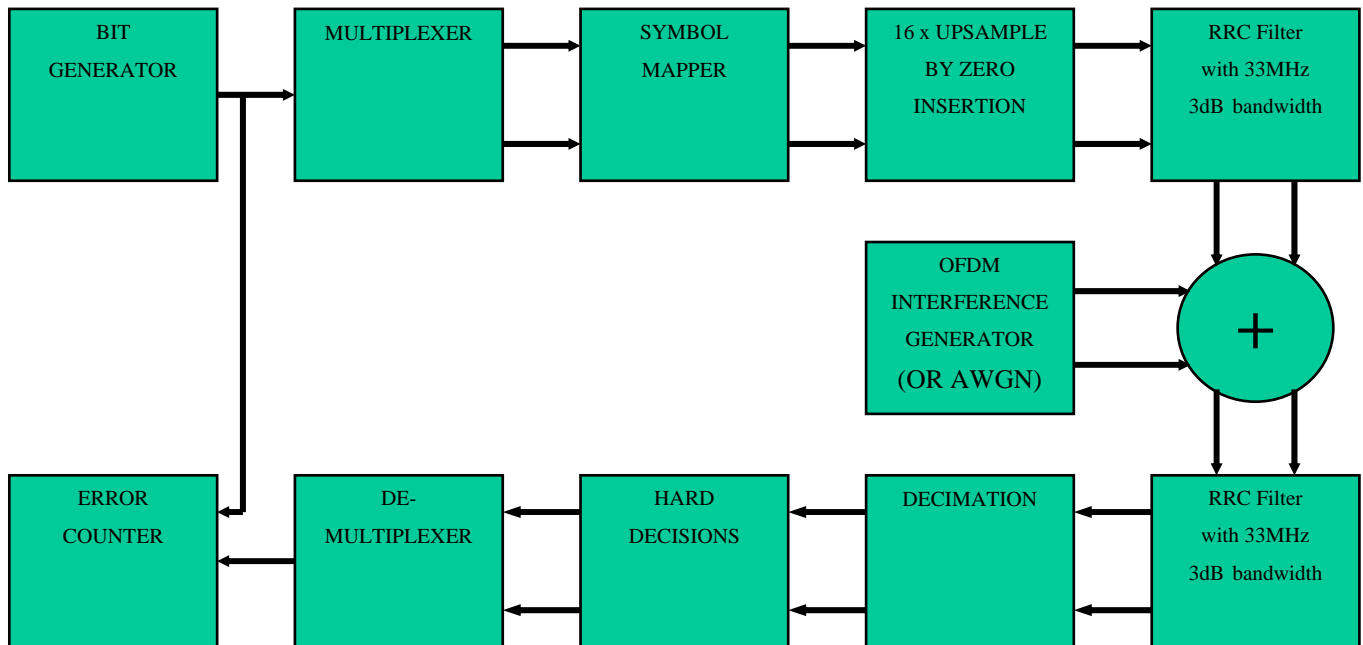 BIT
GENERATOR
MULTIPLEXER
SYMBOL
MAPPER
16 x UPSAMPLE
BY ZERO
INSERTION
RRC Filter
with 33MHz
3dB bandwidth
OFDM
INTERFERENCE
GENERATOR
(OR AWGN)
+
ERROR
COUNTER
DE-
MULTIPLEXER
HARD
DECISIONS
DECIMATION
RRC Filter
with 33MHz
3dB bandwidth